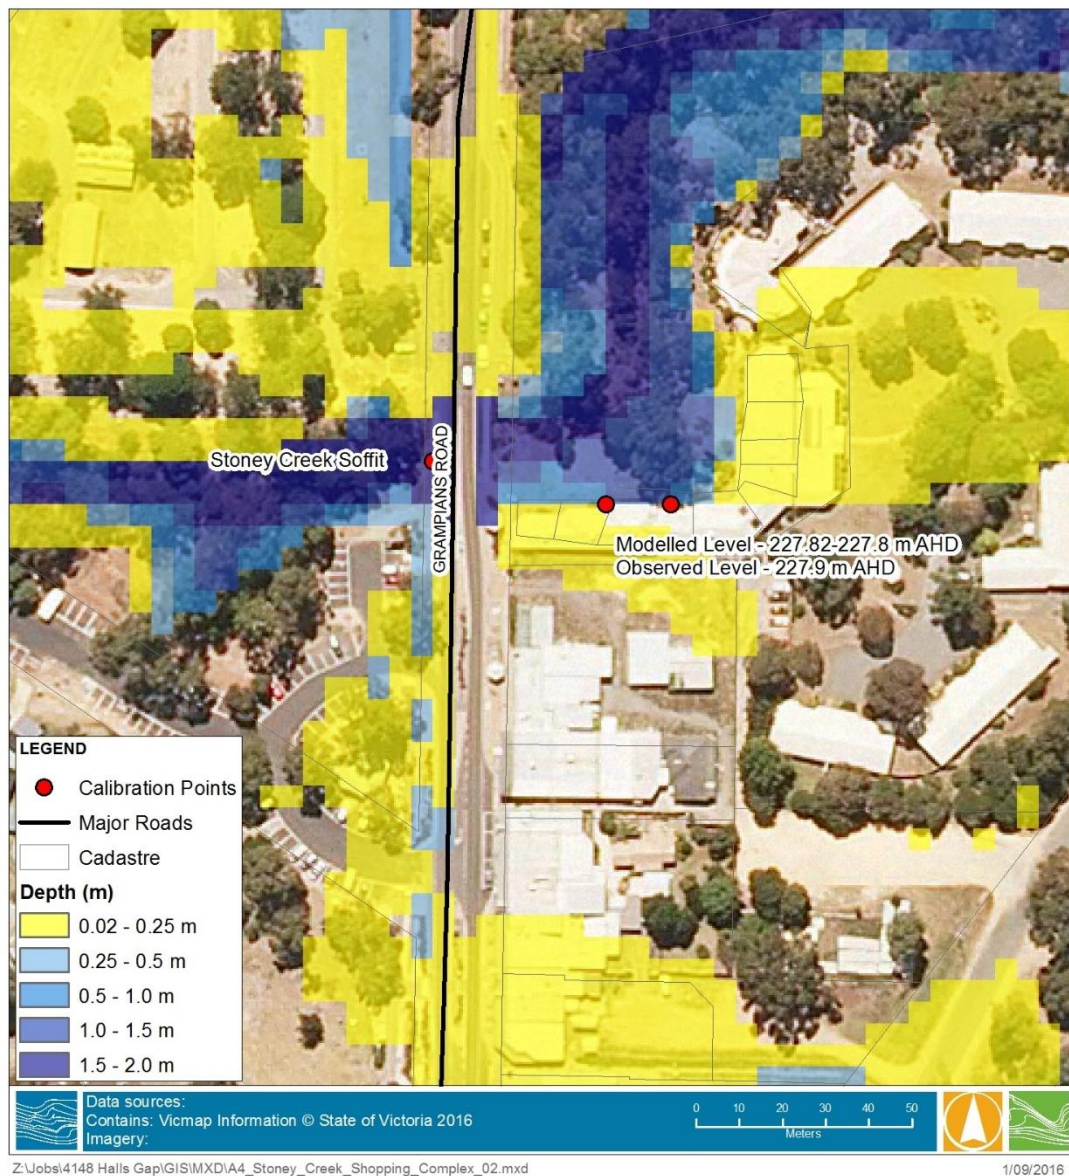 Stoney Creek Soffit
GRAMPIANS ROAD
Modelled Level - 227.82-227.8 m AHD
Observed Level - 227.9 m AHD
LEGEND
Calibration Points
Major Roads
Cadastre
Depth (m)
0.02 - 0.25 m
0.25 - 0.5 m
0.5 - 1.0 m
1.0 - 1.5 m
1.5 - 2.0 m
Data sources:
Contains: Vicmap Information © State of Victoria 2016
Imagery:
0 10 20 30 40 50
Meters
Z:\Jobs\4148 Halls Gap\GIS\MXD\A4_Stoney_Creek_Shopping_Complex_02.mxd
1/09/2016